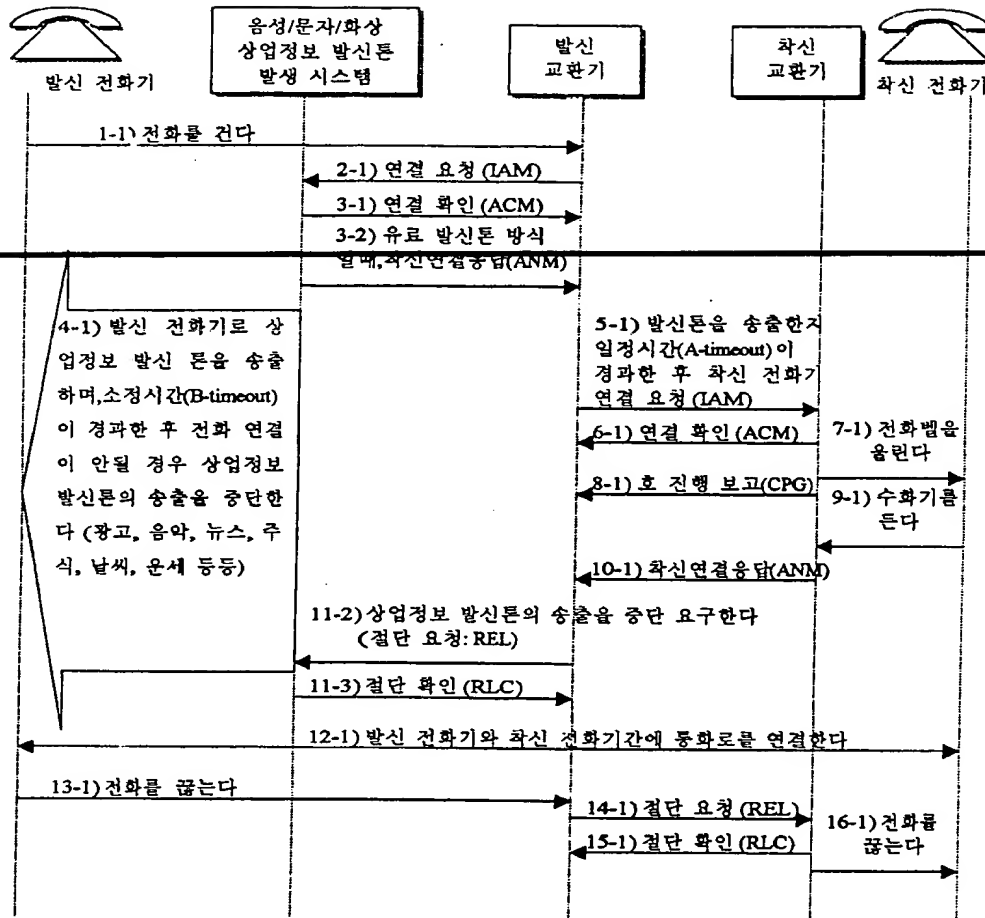 음성/문자/화상
상업정보 발신톤
발생 시스템
발신
교환기
착신
교환기
발신 전화기
착신 전화기
1-1) 전화를 건다
2-1) 연결 요청 (IAM)
3-1) 연결 확인 (ACM)
3-2) 유료 발신톤 방식
일때,착신연결응답(ANM)
4-1) 발신 전화기로 상
업정보 발신 톤을 송출
하며,소정시간(B-timeout)
이 경과한 후 전화 연결
이 안될 경우 상업정보
발신톤의 송출을 중단한
다 (광고, 음악, 뉴스, 주
식, 날씨, 운세 등등)
5-1) 발신톤을 송출한지
일정시간(A-timeout) 이
경과한 후 착신 전화기
연결 요청 (IAM)
6-1) 연결 확인 (ACM)
7-1) 전화벨을
울린다
8-1) 호 진행 보고(CPG)
9-1) 수화기를
든다
10-1) 착신연결응답(ANM)
11-2) 상업정보 발신톤의 송출을 중단 요구한다
(절단 요청: REL)
11-3) 절단 확인 (RLC)
12-1) 발신 전화기와 착신 전화기간에 통화로를 연결한다
13-1) 전화를 끊는다
14-1) 절단 요청 (REL)
15-1) 절단 확인 (RLC)
16-1) 전화를
끊는다